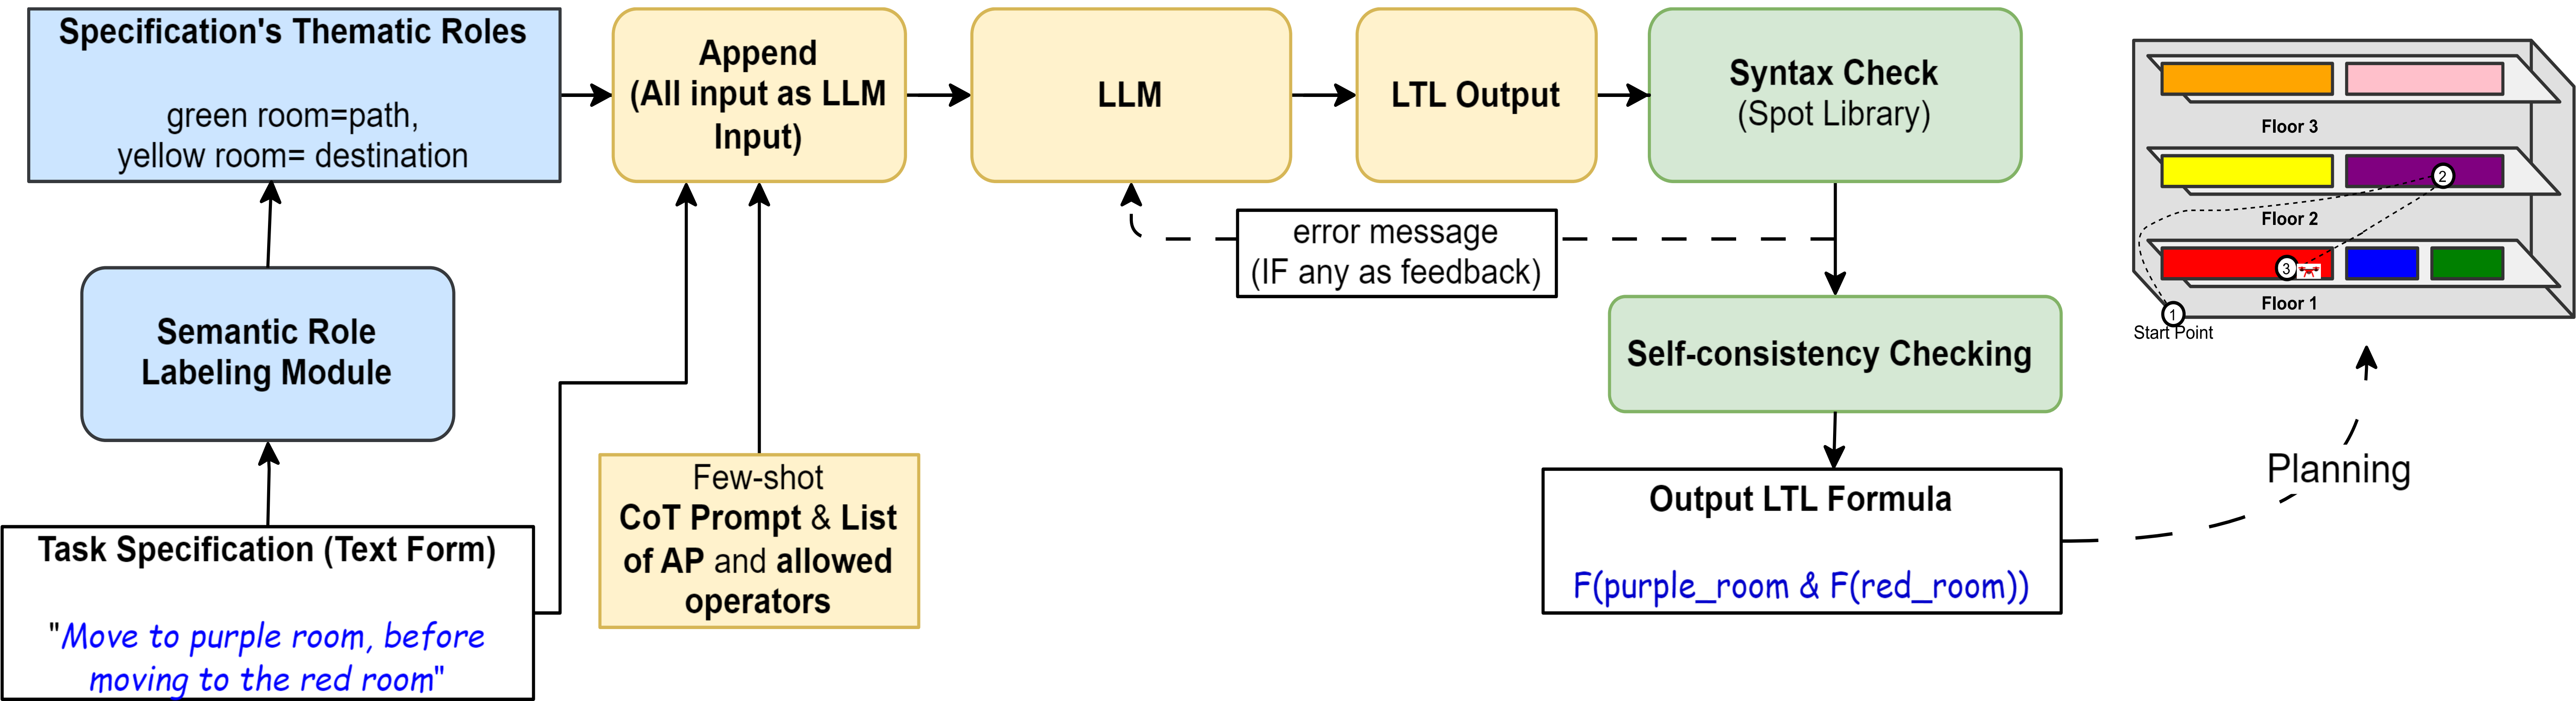 Specification's Thematic Roles
green room=path,
yellow room= destination
Append
(All input as LLM
Input)
LLM
LTL Output
Syntax Check
(Spot Library)
error message
(IF any as feedback)
Semantic Role
Labeling Module
Self-consistency Checking
Few-shot
CoT Prompt & List
of AP and allowed
operators
Task Specification (Text Form)
"Move to purple room, before
moving to the red room"
Output LTL Formula
F(purple_room & F(red_room))
Planning
Floor 3
2
Floor 2
3
Floor 1
1
Start Point